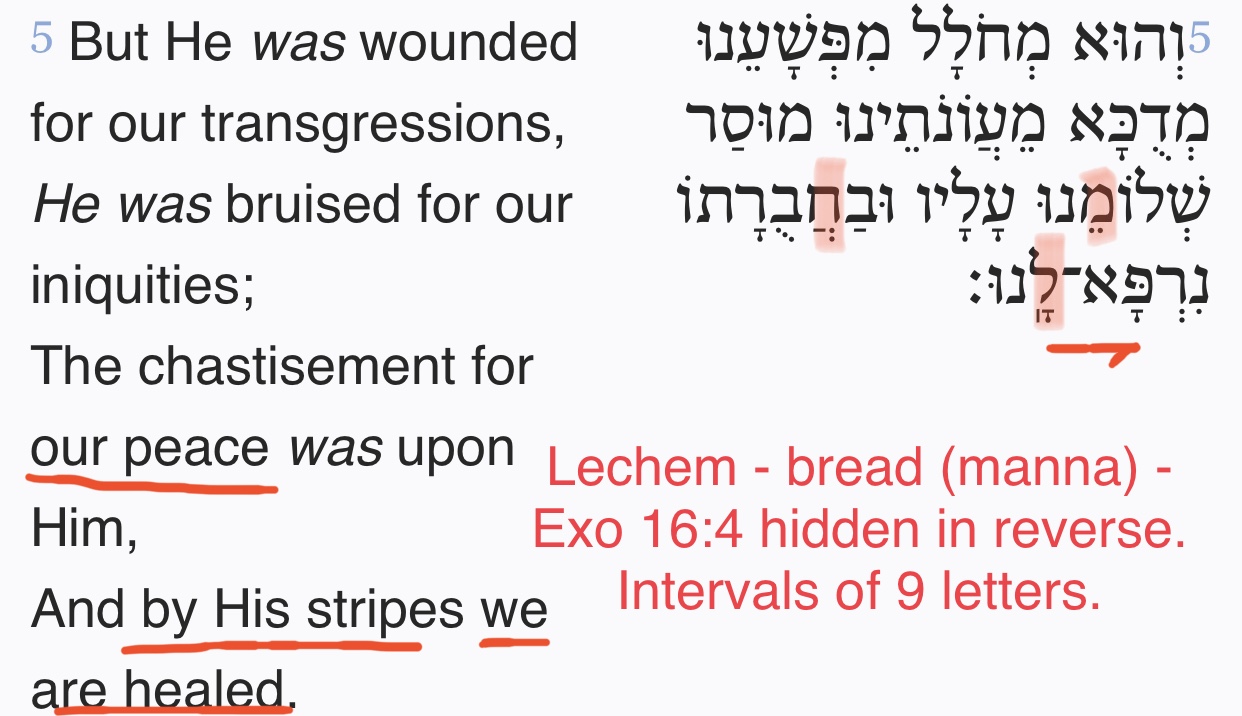 5 But He was wounded
for our transgressions,
He was bruised for our
iniquities;
The chastisement for
our peace was upon
Him,
And by His stripes we
are healed.
5וְהוּא מְחֹלָל מִפְּשָׁעֵנוּ
מְדֻכָּא מֵעֲוֺנֹתֵינוּ מוּסַר
שְׁלוֹמֵנוּ עָלָיו וּבַחֲבֻרָתוֹ
נִרְפָּא־לָֽנוּ׃
Lechem - bread (manna) -
Exo 16:4 hidden in reverse.
Intervals of 9 letters.